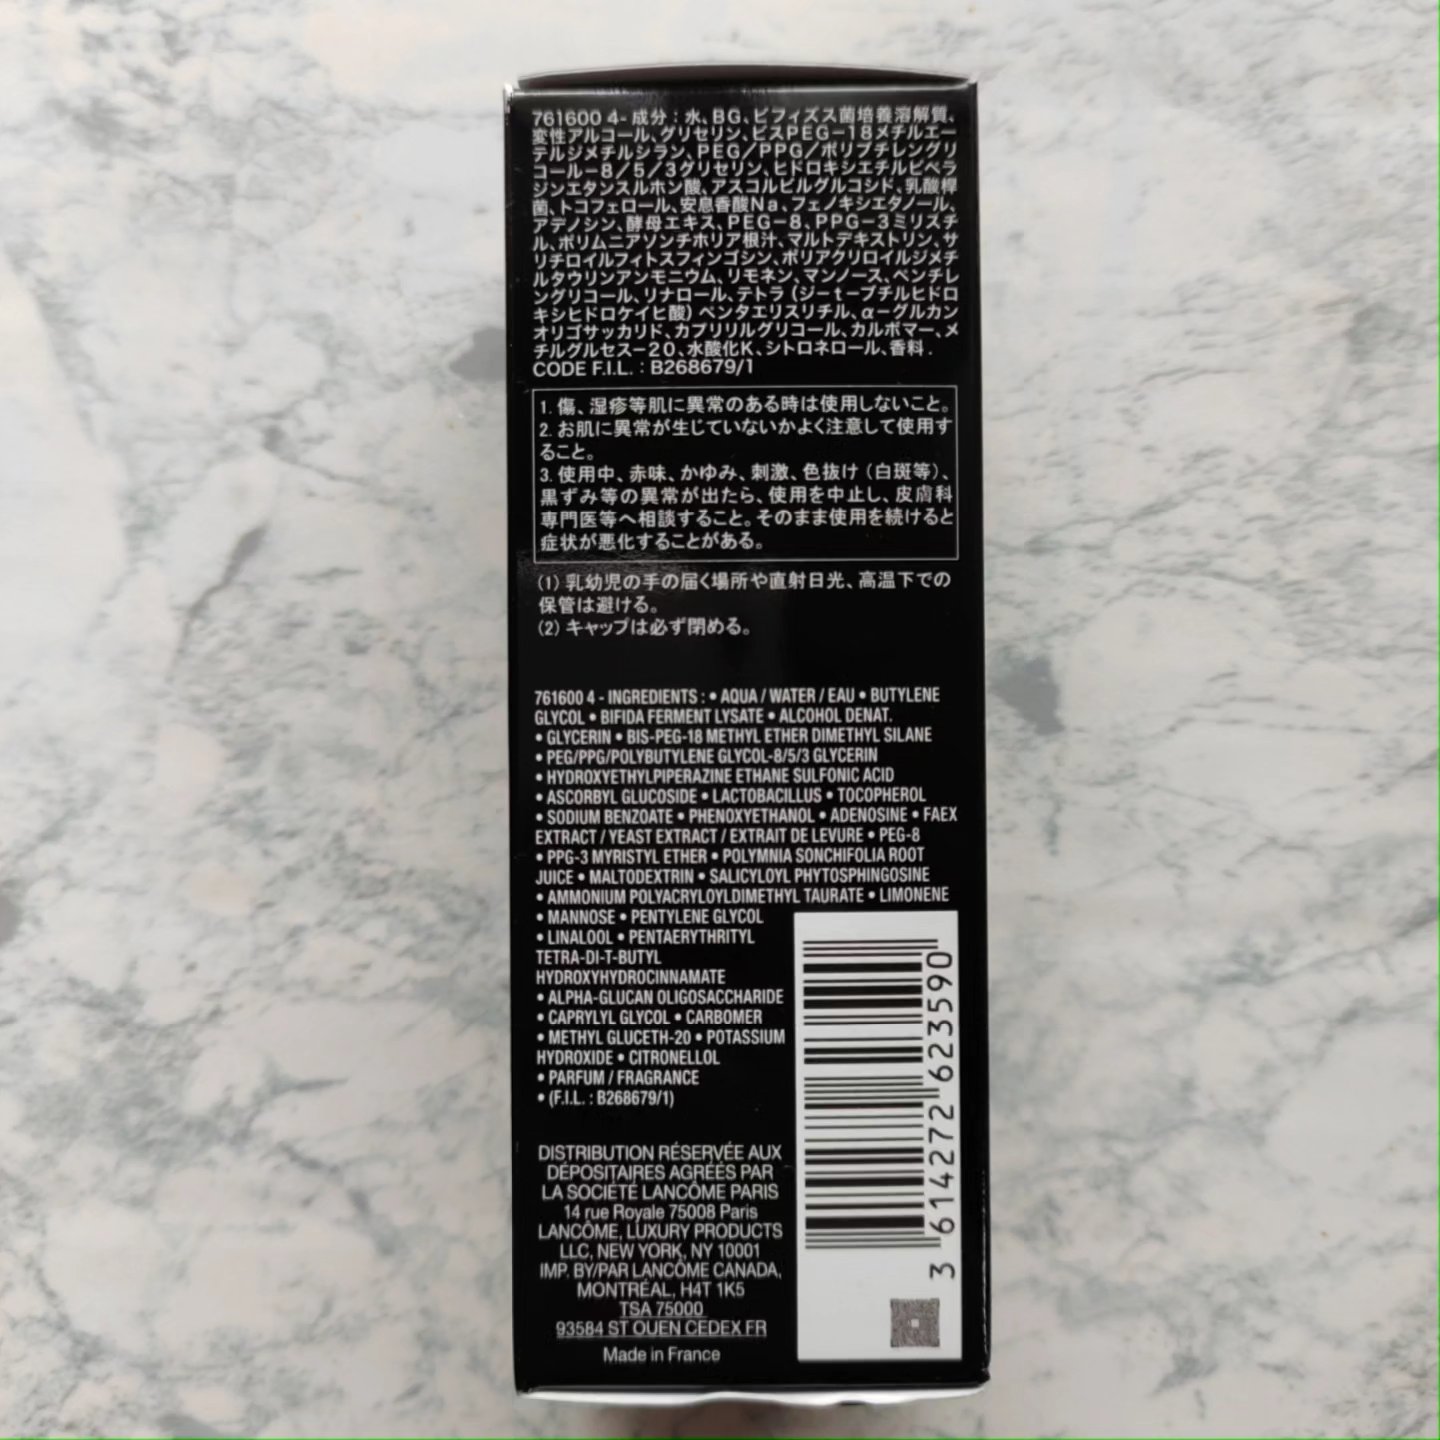 761600 4- 成分：水、BG、ビフィズス菌培養溶解質、
変性アルコール、グリセリン、ビスPEG－18メチルエー
テルジメチルシラン、PEG／PPG／ポリブチレングリ
コール－8／5／3グリセリン、ヒドロキシエチルピペラ
ジンエタンスルホン酸、アスコルビルグルコシド、乳酸桿
菌、トコフェロール、安息香酸Na、フェノキシエタノール、
アデノシン、酵母エキス、PEG－8、PPG－3ミリスチ
ル、ポリムニアソンチホリア根汁、マルトデキストリン、サ
リチロイルフィトスフィンゴシン、ポリアクリロイルジメチ
ルタウリンアンモニウム、リモネン、マンノース、ペンチレ
ングリコール、リナロール、テトラ（ジ－t－ブチルヒドロ
キシヒドロケイヒ酸）ペンタエリスリチル、α－グルカン
オリゴサッカリド、カプリリルグリコール、カルボマー、メ
チルグルセス－20、水酸化K、シトロネロール、香料.
CODE F.I.L. : B268679/1
1. 傷、湿疹等肌に異常のある時は使用しないこと。
2. お肌に異常が生じていないかよく注意して使用す
ること。
3. 使用中、赤味、かゆみ、刺激、色抜け（白斑等）、
黒ずみ等の異常が出たら、使用を中止し、皮膚科
専門医等へ相談すること。そのまま使用を続けると
症状が悪化することがある。
(1) 乳幼児の手の届く場所や直射日光、高温下での
保管は避ける。
(2) キャップは必ず閉める。
761600 4 - INGREDIENTS : • AQUA / WATER / EAU • BUTYLENE
GLYCOL • BIFIDA FERMENT LYSATE • ALCOHOL DENAT.
• GLYCERIN • BIS-PEG-18 METHYL ETHER DIMETHYL SILANE
• PEG/PPG/POLYBUTYLENE GLYCOL-8/5/3 GLYCERIN
• HYDROXYETHYLPIPERAZINE ETHANE SULFONIC ACID
• ASCORBYL GLUCOSIDE • LACTOBACILLUS • TOCOPHEROL
• SODIUM BENZOATE • PHENOXYETHANOL • ADENOSINE • FAEX
EXTRACT / YEAST EXTRACT / EXTRAIT DE LEVURE • PEG-8
• PPG-3 MYRISTYL ETHER • POLYMNIA SONCHIFOLIA ROOT
JUICE • MALTODEXTRIN • SALICYLOYL PHYTOSPHINGOSINE
• AMMONIUM POLYACRYLOYLDIMETHYL TAURATE • LIMONENE
• MANNOSE • PENTYLENE GLYCOL
• LINALOOL • PENTAERYTHRITYL
TETRA-DI-T-BUTYL
HYDROXYHYDROCINNAMATE
• ALPHA-GLUCAN OLIGOSACCHARIDE
• CAPRYLYL GLYCOL • CARBOMER
• METHYL GLUCETH-20 • POTASSIUM
HYDROXIDE • CITRONELLOL
• PARFUM / FRAGRANCE
• (F.I.L. : B268679/1)
DISTRIBUTION RÉSERVÉE AUX
DÉPOSITAIRES AGRÉÉS PAR
LA SOCIÉTÉ LANCÔME PARIS
14 rue Royale 75008 Paris
LANCÔME, LUXURY PRODUCTS
LLC, NEW YORK, NY 10001
IMP. BY/PAR LANCÔME CANADA,
MONTRÉAL, H4T 1K5
TSA 75000
93584 ST OUEN CEDEX FR
Made in France
3 614272 623590